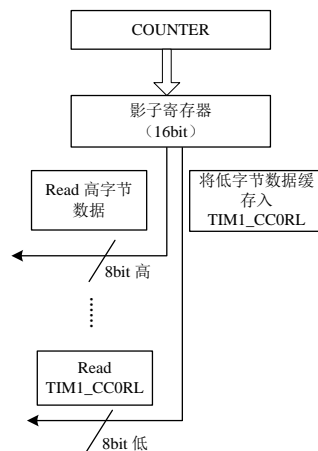 COUNTER
影子寄存器
（16bit）
Read 高字节
数据
将低字节数据缓
存入
TIM1_CC0RL
8bit 高
……
Read
TIM1_CC0RL
8bit 低